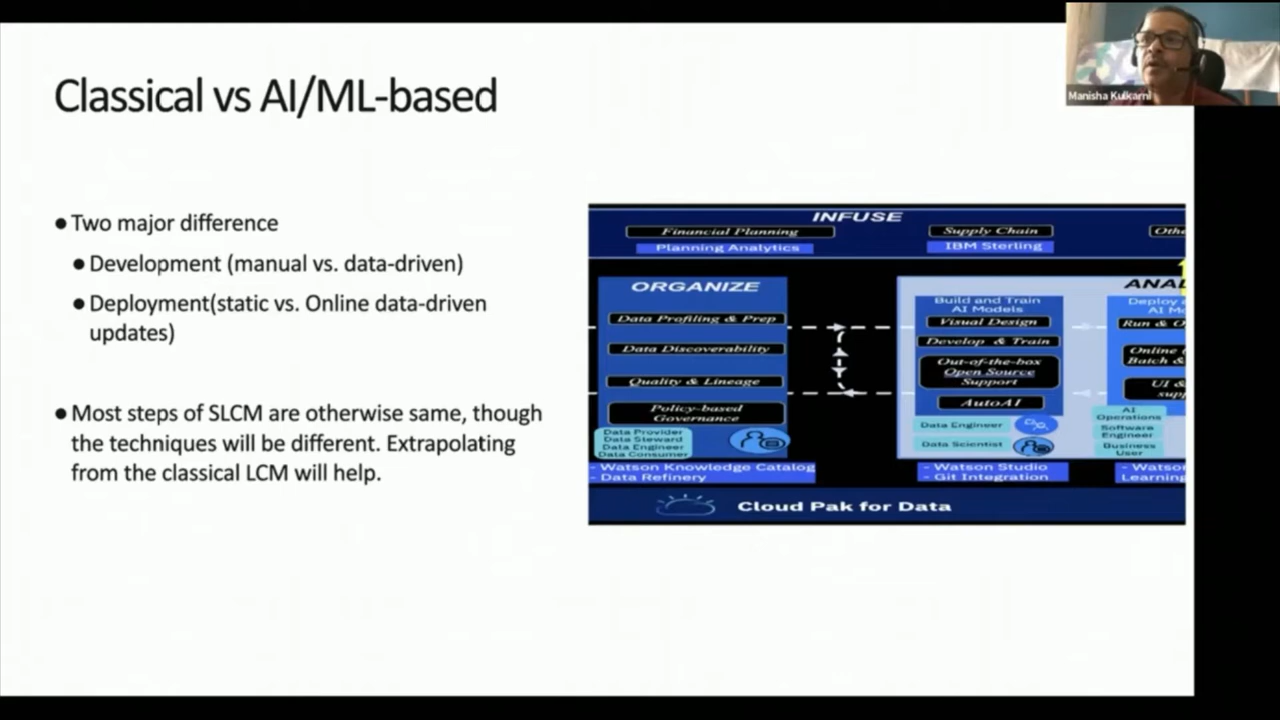 Manisha Kulkarni
Classical vs AI/ML-based
● Two major difference
● Development (manual vs. data-driven)
● Deployment(static vs. Online data-driven
updates)
● Most steps of SLCM are otherwise same, though
the techniques will be different. Extrapolating
from the classical LCM will help.
INFUSE
Financial Planning
Planning Analytics
Supply Chain
IBM Sterling
Othe
ORGANIZE
Data Profiling & Prep
Data Discoverability
Quality & Lineage
Policy-based
Governance
Data Provider
Data Steward
Data Engineer
Data Consumer
- Watson Knowledge Catalog
- Data Refinery
ANA
Build and Train
AI Models
Visual Design
Develop & Train
Out-of-the-box
Open Source
Support
AutoAI
Data Engineer
Data Scientist
- Watson Studio
- Git Integration
Deploy a
AI Mo
Run & O
Online
Batch &
UI &
supp
AI
Operations
Software
Engineer
Business
User
- Watso
Learning
Cloud Pak for Data